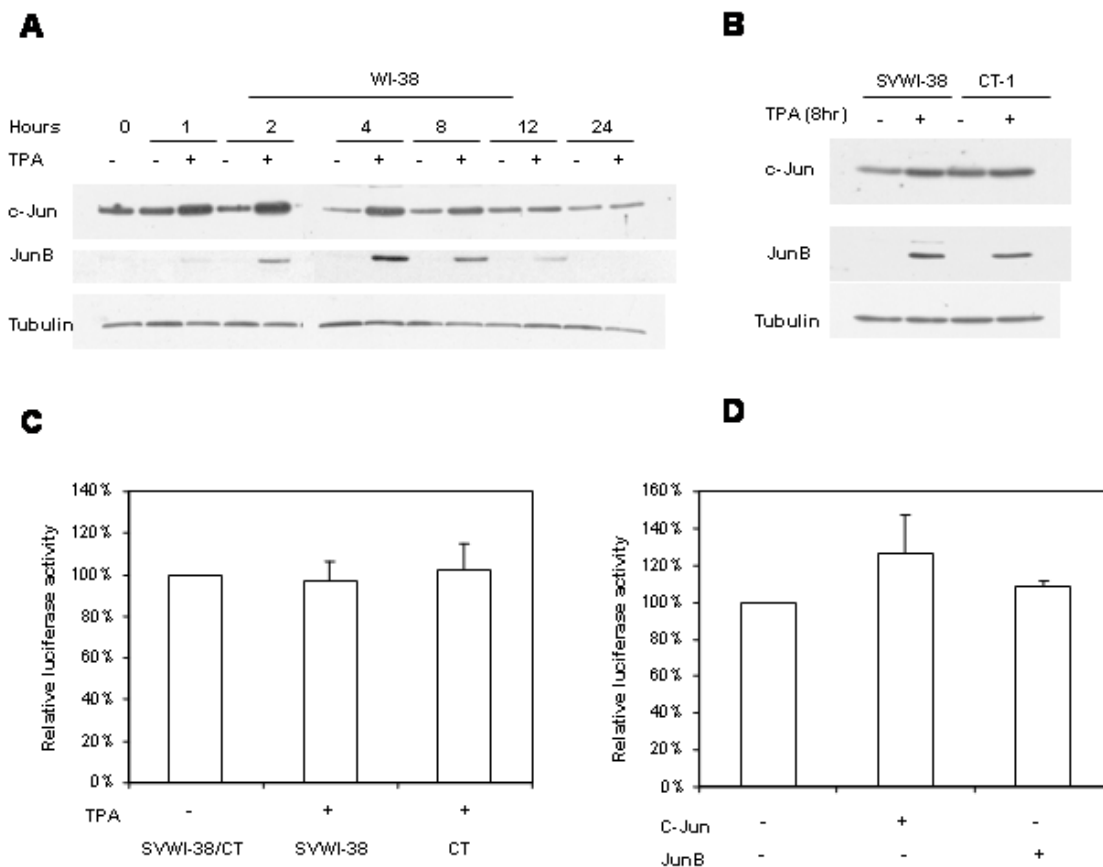 A
WI-38
Hours 0 1 2 4 8 12 24
TPA - - + - + - + - + - + - +
c-Jun
JunB
Tubulin
B
SVWI-38 CT-1
TPA (8hr) - + - +
c-Jun
JunB
Tubulin
C
Relative luciferase activity
140%
120%
100%
80%
60%
40%
20%
0%
TPA - + +
SVWI-38/CT SVWI-38 CT
D
Relative luciferase activity
160%
140%
120%
100%
80%
60%
40%
20%
0%
C-Jun - + -
JunB - - +